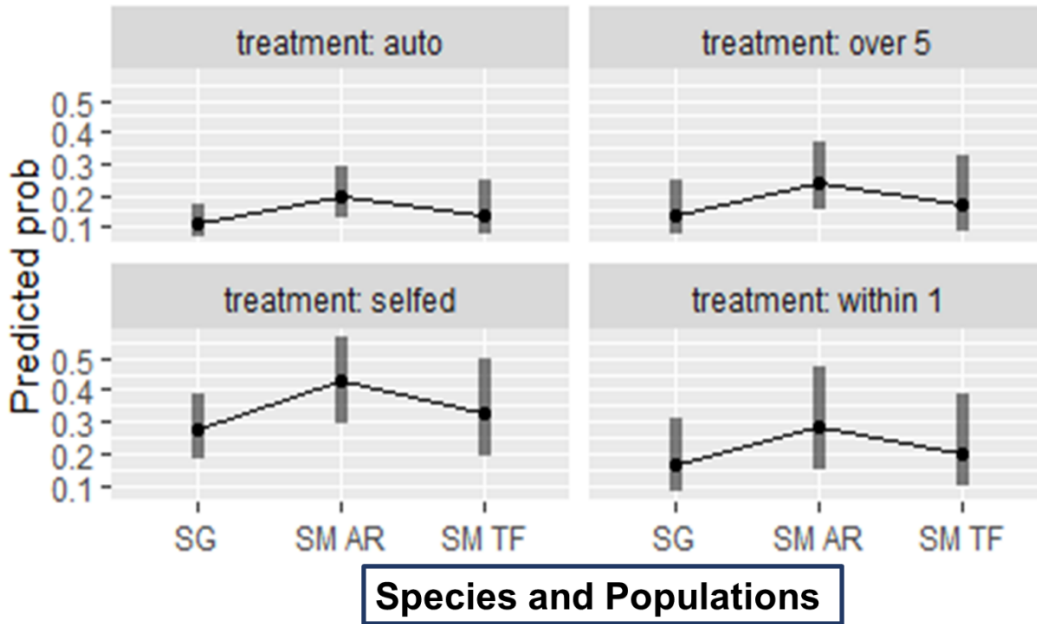 treatment: auto
treatment: over 5
Predicted prob
0.5
0.4
0.3
0.2
0.1
treatment: selfed
treatment: within 1
0.5
0.4
0.3
0.2
0.1
SG
SM AR
SM TF
SG
SM AR
SM TF
Species and Populations